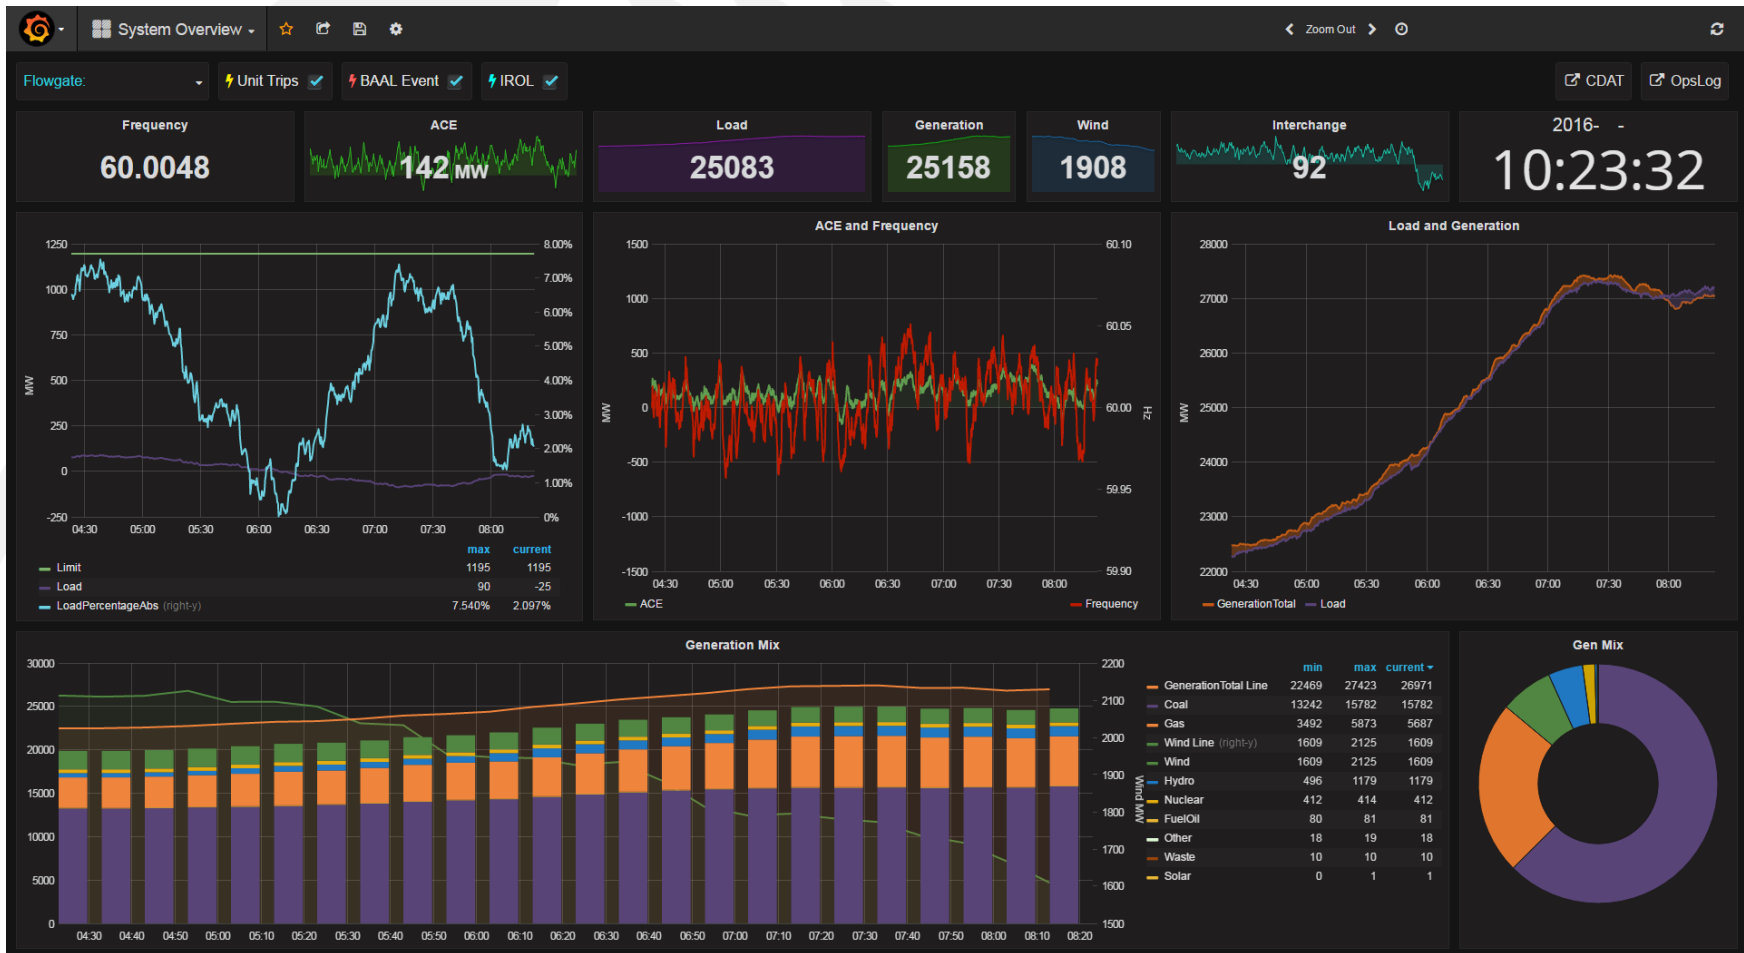 System Overview
Zoom Out
Flowgate:
Unit Trips
BAAL Event
IROL
CDAT
OpsLog
Frequency
60.0048
ACE
142 MW
Load
25083
Generation
25158
Wind
1908
Interchange
92
2016-   -
10:23:32
1250
1000
750
500
250
0
-250
MW
8.00%
7.00%
6.00%
5.00%
4.00%
3.00%
2.00%
1.00%
0%
04:30 05:00 05:30 06:00 06:30 07:00 07:30 08:00
max current
Limit 1195 1195
Load 90 -25
LoadPercentageAbs (right-y) 7.540% 2.097%
ACE and Frequency
1500
1000
500
0
-500
-1000
-1500
MW
60.10
60.05
60.00
59.95
59.90
Hz
04:30 05:00 05:30 06:00 06:30 07:00 07:30 08:00
ACE
Frequency
Load and Generation
28000
27000
26000
25000
24000
23000
22000
MW
04:30 05:00 05:30 06:00 06:30 07:00 07:30 08:00
GenerationTotal Load
Generation Mix
30000
25000
20000
15000
10000
5000
0
2200
2100
2000
1900
1800
1700
1600
1500
Wind MW
04:30 04:40 04:50 05:00 05:10 05:20 05:30 05:40 05:50 06:00 06:10 06:20 06:30 06:40 06:50 07:00 07:10 07:20 07:30 07:40 07:50 08:00 08:10 08:20
min max current
GenerationTotal Line 22469 27423 26971
Coal 13242 15782 15782
Gas 3492 5873 5687
Wind Line (right-y) 1609 2125 1609
Wind 1609 2125 1609
Hydro 496 1179 1179
Nuclear 412 414 412
FuelOil 80 81 81
Other 18 19 18
Waste 10 10 10
Solar 0 1 1
Gen Mix